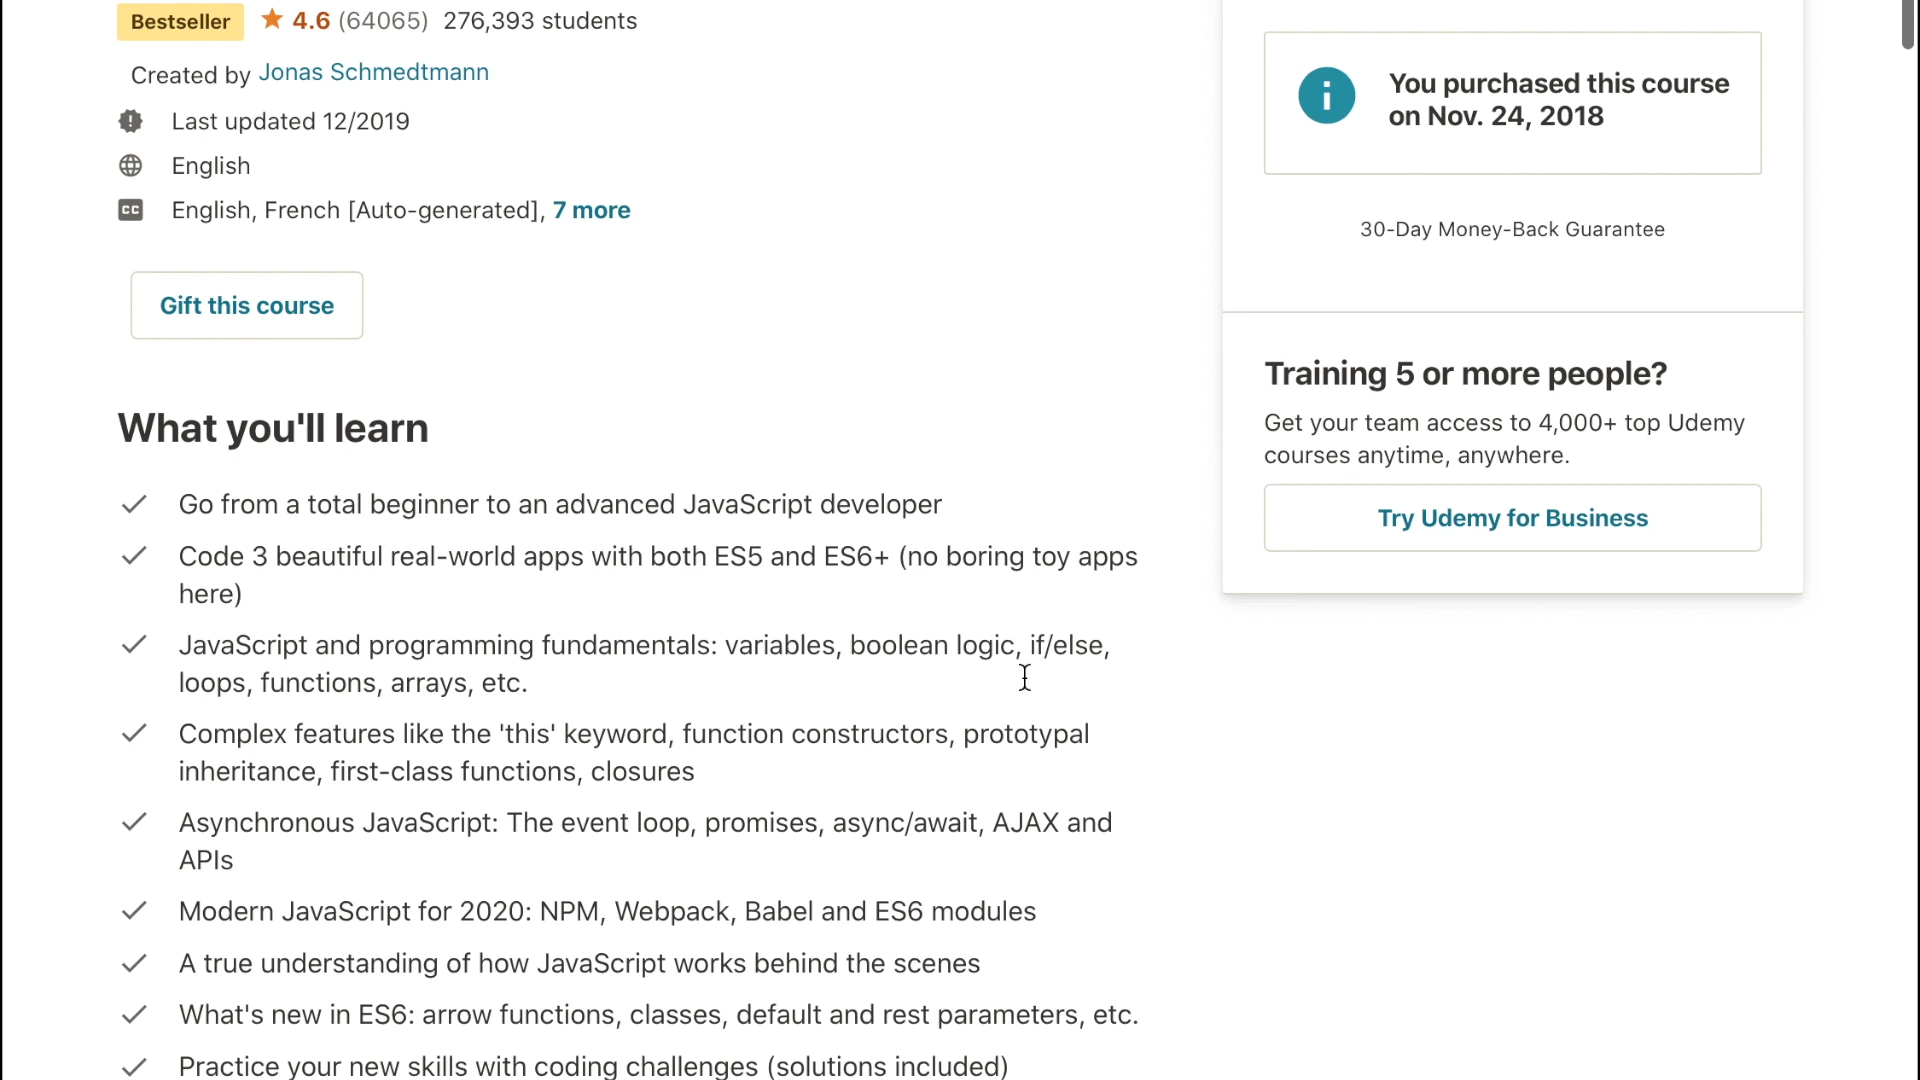 Bestseller 4.6 (64065) 276,393 students
Created by Jonas Schmedtmann
Last updated 12/2019
English
CC English, French [Auto-generated], 7 more
Gift this course
What you'll learn
Go from a total beginner to an advanced JavaScript developer
Code 3 beautiful real-world apps with both ES5 and ES6+ (no boring toy apps
here)
JavaScript and programming fundamentals: variables, boolean logic, if/else,
loops, functions, arrays, etc.
Complex features like the 'this' keyword, function constructors, prototypal
inheritance, first-class functions, closures
Asynchronous JavaScript: The event loop, promises, async/await, AJAX and
APIs
Modern JavaScript for 2020: NPM, Webpack, Babel and ES6 modules
A true understanding of how JavaScript works behind the scenes
What's new in ES6: arrow functions, classes, default and rest parameters, etc.
Practice your new skills with coding challenges (solutions included)
You purchased this course
on Nov. 24, 2018
30-Day Money-Back Guarantee
Training 5 or more people?
Get your team access to 4,000+ top Udemy
courses anytime, anywhere.
Try Udemy for Business